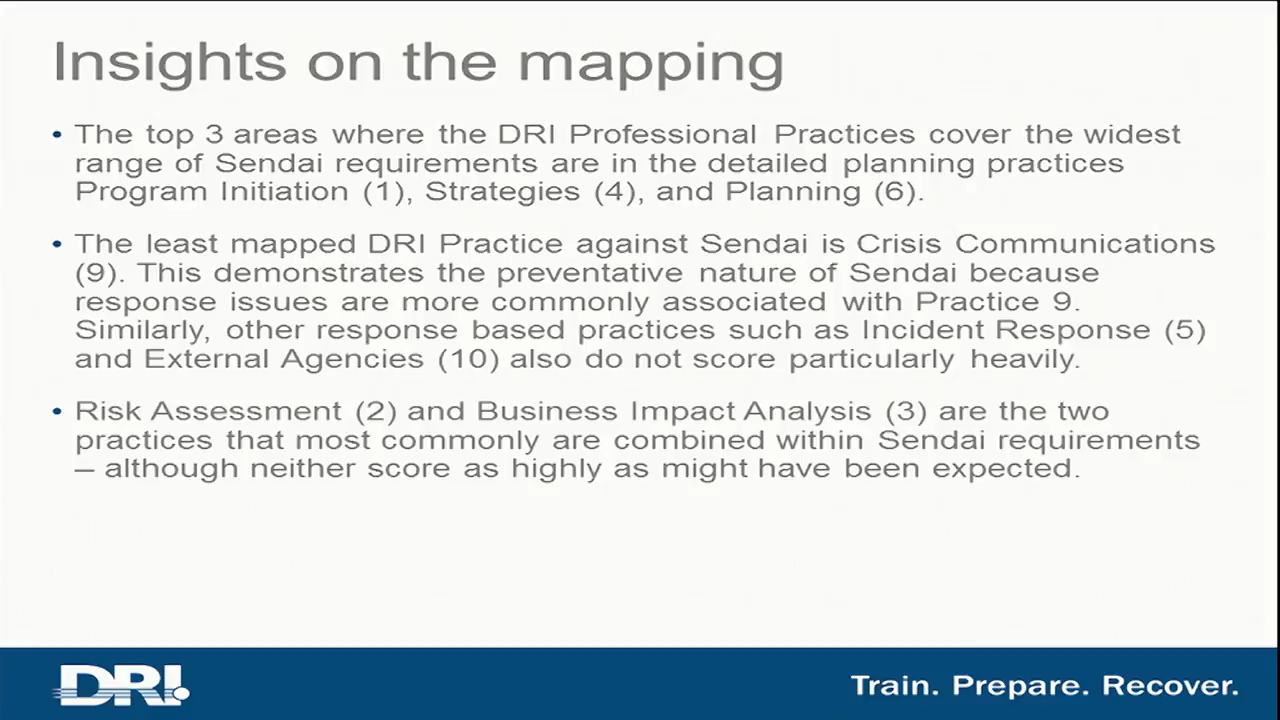 Insights on the mapping
• The top 3 areas where the DRI Professional Practices cover the widest
range of Sendai requirements are in the detailed planning practices
Program Initiation (1), Strategies (4), and Planning (6).
• The least mapped DRI Practice against Sendai is Crisis Communications
(9). This demonstrates the preventative nature of Sendai because
response issues are more commonly associated with Practice 9.
Similarly, other response based practices such as Incident Response (5)
and External Agencies (10) also do not score particularly heavily.
• Risk Assessment (2) and Business Impact Analysis (3) are the two
practices that most commonly are combined within Sendai requirements
– although neither score as highly as might have been expected.
DRI
Train. Prepare. Recover.